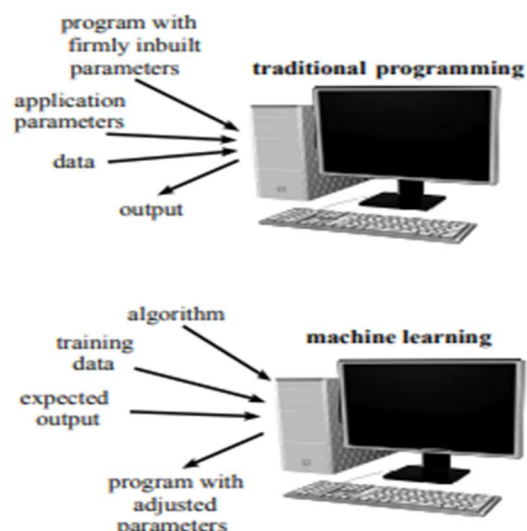 program with
firmly inbuilt
parameters
traditional programming
application
parameters
data
output
algorithm
machine learning
training
data
expected
output
program with
adjusted
parameters